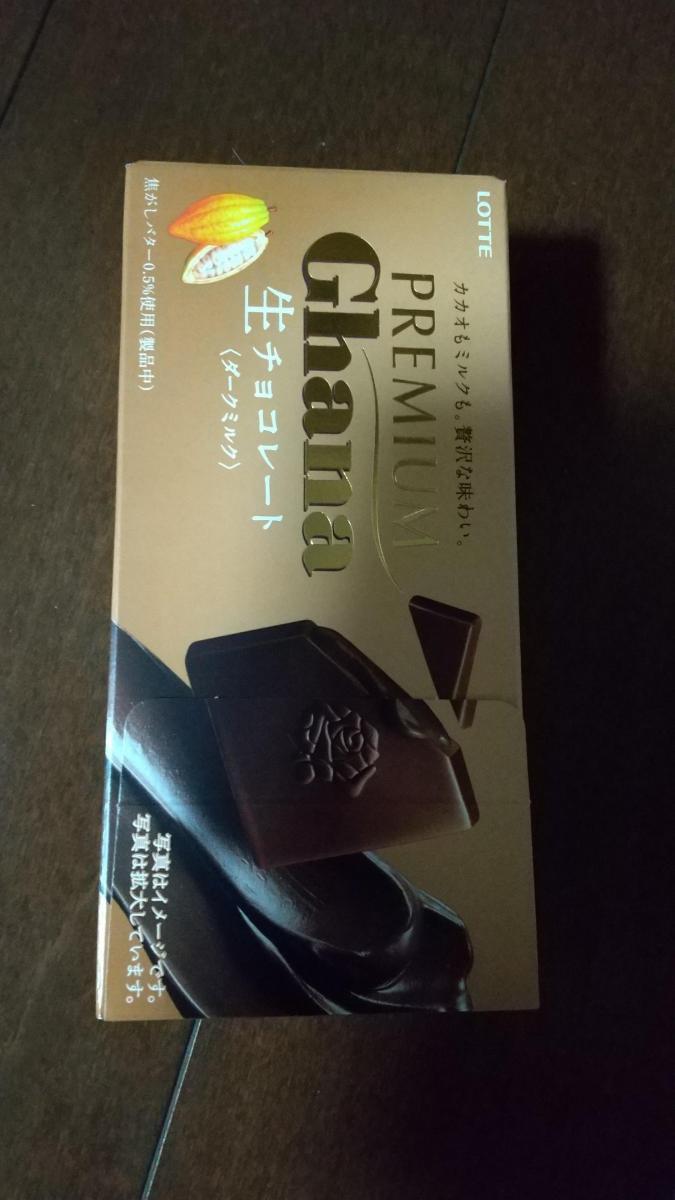 LOTTE
カカオもミルクも。贅沢な味わい。
PREMIUM
Ghana
生チョコレート
〈ダークミルク〉
焦がしバター0.5%使用(製品中)
写真はイメージです。
写真は拡大しています。